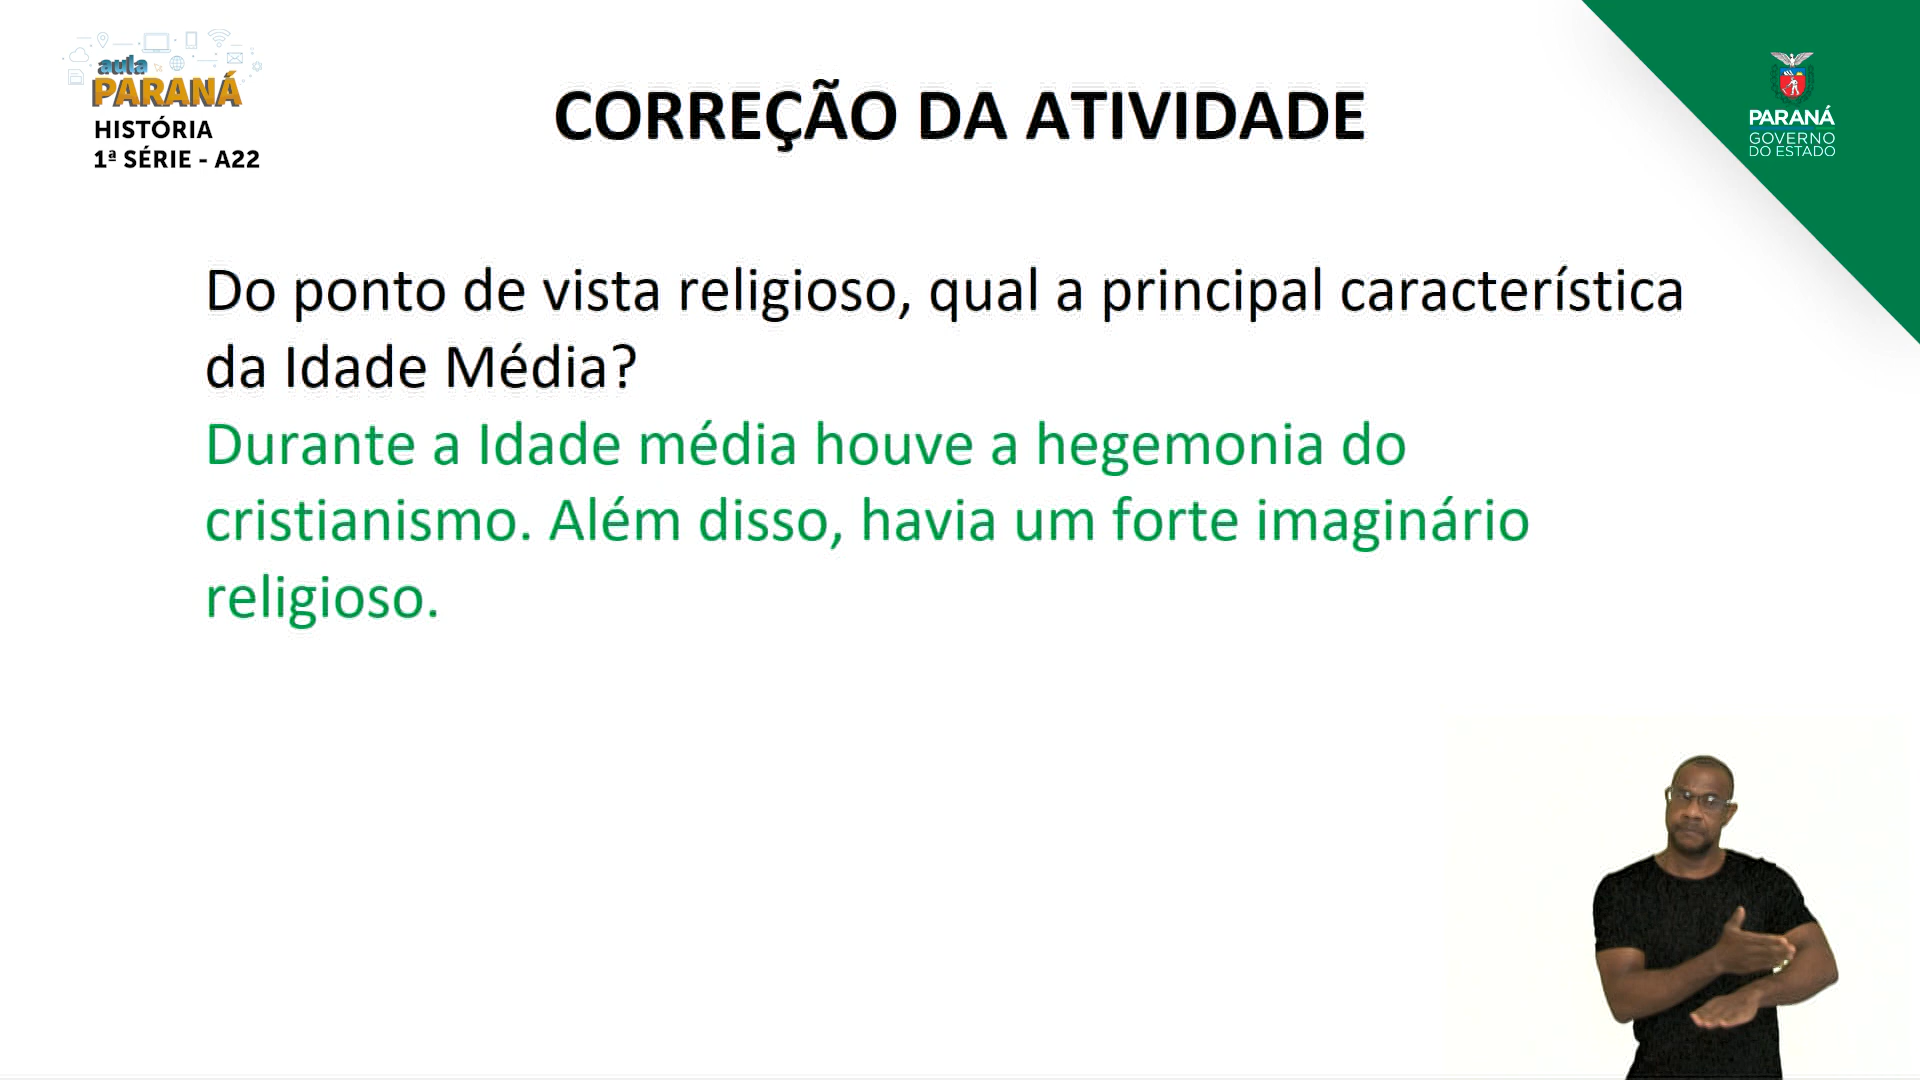 aula
PARANÁ
HISTÓRIA
1ª SÉRIE - A22
CORREÇÃO DA ATIVIDADE
PARANÁ
GOVERNO
DO ESTADO
Do ponto de vista religioso, qual a principal característica
da Idade Média?
Durante a Idade média houve a hegemonia do
cristianismo. Além disso, havia um forte imaginário
religioso.